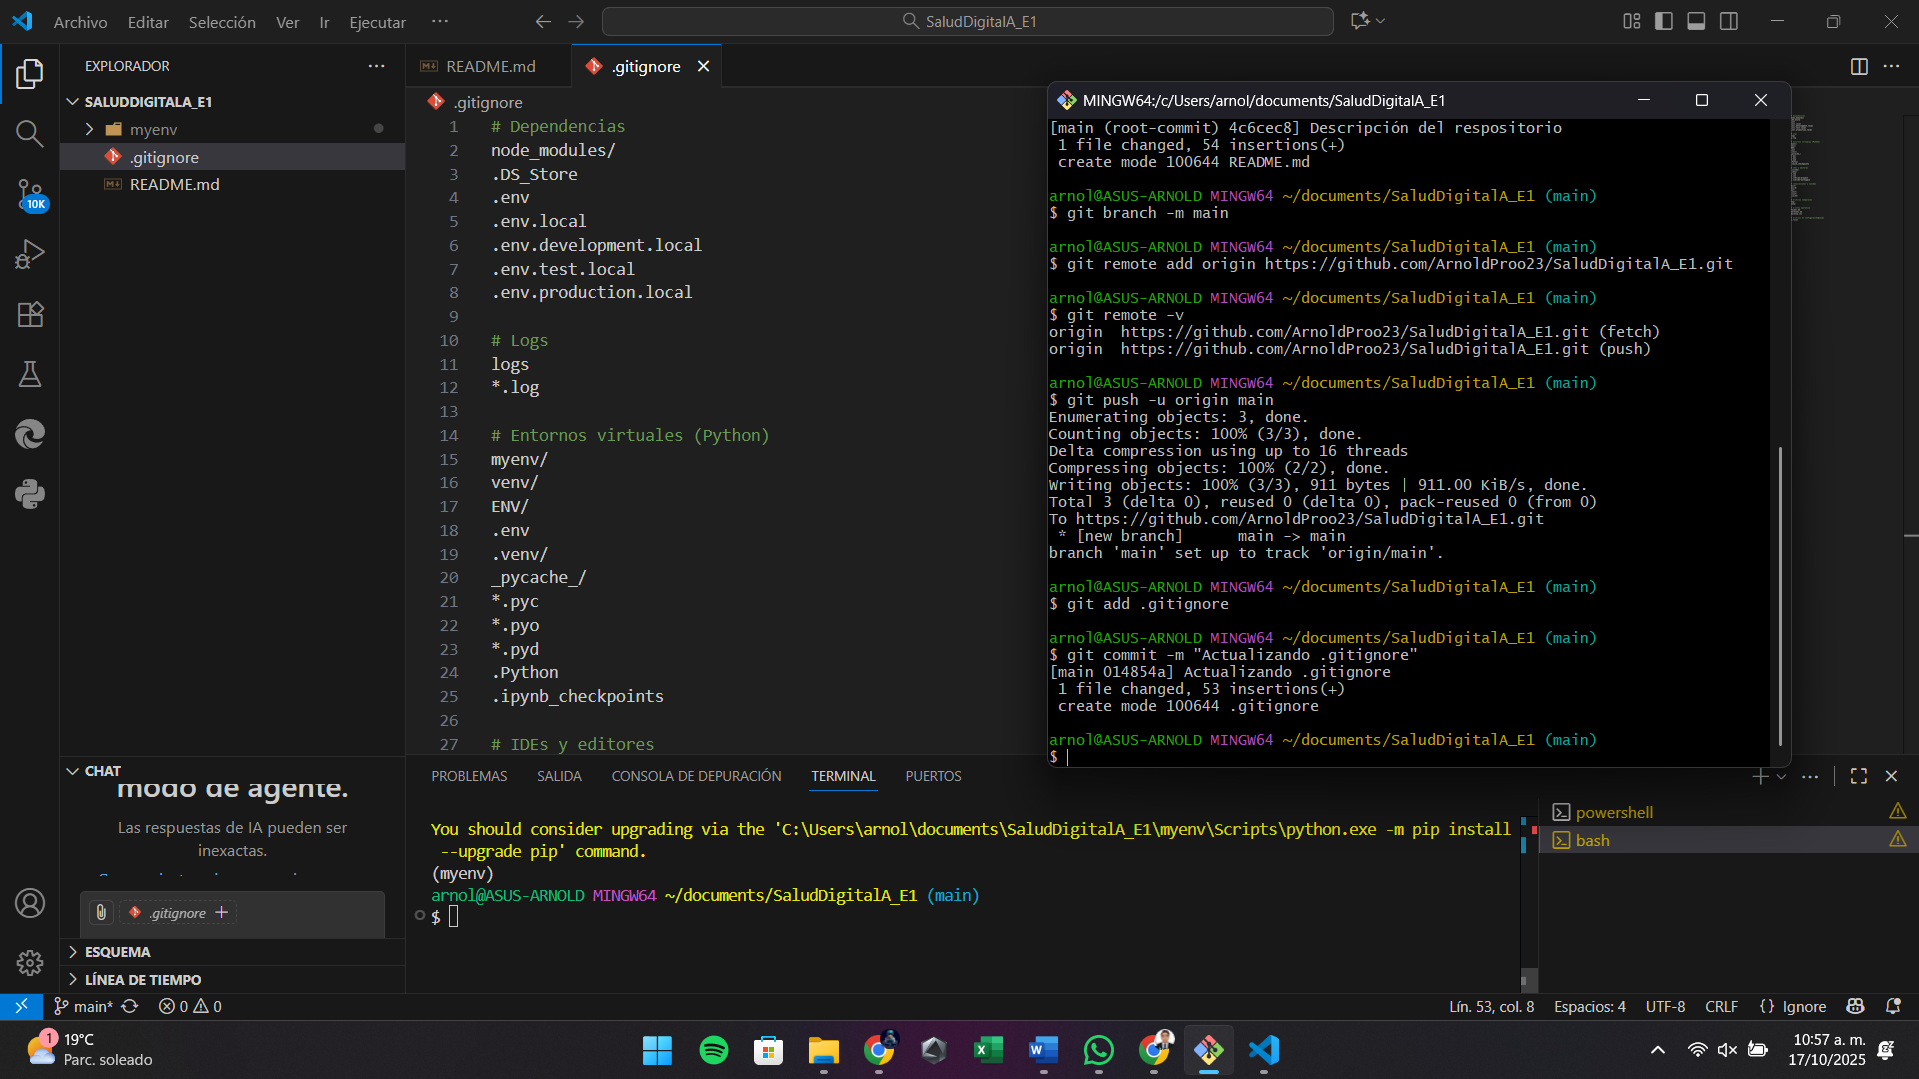 Archivo Editar Selección Ver Ir Ejecutar ···
SaludDigitalA_E1
EXPLORADOR
SALUDDIGITALA_E1
myenv
.gitignore
README.md
10K
README.md
.gitignore
.gitignore
1 # Dependencias
2 node_modules/
3 .DS_Store
4 .env
5 .env.local
6 .env.development.local
7 .env.test.local
8 .env.production.local
9
10 # Logs
11 logs
12 *.log
13
14 # Entornos virtuales (Python)
15 myenv/
16 venv/
17 ENV/
18 .env
19 .venv/
20 _pycache_/
21 *.pyc
22 *.pyo
23 *.pyd
24 .Python
25 .ipynb_checkpoints
26
27 # IDEs y editores
MINGW64:/c/Users/arnol/documents/SaludDigitalA_E1
[main (root-commit) 4c6cec8] Descripción del respositorio
1 file changed, 54 insertions(+)
create mode 100644 README.md
arnol@ASUS-ARNOLD MINGW64 ~/documents/SaludDigitalA_E1 (main)
$ git branch -m main
arnol@ASUS-ARNOLD MINGW64 ~/documents/SaludDigitalA_E1 (main)
$ git remote add origin https://github.com/ArnoldProo23/SaludDigitalA_E1.git
arnol@ASUS-ARNOLD MINGW64 ~/documents/SaludDigitalA_E1 (main)
$ git remote -v
origin https://github.com/ArnoldProo23/SaludDigitalA_E1.git (fetch)
origin https://github.com/ArnoldProo23/SaludDigitalA_E1.git (push)
arnol@ASUS-ARNOLD MINGW64 ~/documents/SaludDigitalA_E1 (main)
$ git push -u origin main
Enumerating objects: 3, done.
Counting objects: 100% (3/3), done.
Delta compression using up to 16 threads
Compressing objects: 100% (2/2), done.
Writing objects: 100% (3/3), 911 bytes | 911.00 KiB/s, done.
Total 3 (delta 0), reused 0 (delta 0), pack-reused 0 (from 0)
To https://github.com/ArnoldProo23/SaludDigitalA_E1.git
* [new branch] main -> main
branch 'main' set up to track 'origin/main'.
arnol@ASUS-ARNOLD MINGW64 ~/documents/SaludDigitalA_E1 (main)
$ git add .gitignore
arnol@ASUS-ARNOLD MINGW64 ~/documents/SaludDigitalA_E1 (main)
$ git commit -m "Actualizando .gitignore"
[main 014854a] Actualizando .gitignore
1 file changed, 53 insertions(+)
create mode 100644 .gitignore
arnol@ASUS-ARNOLD MINGW64 ~/documents/SaludDigitalA_E1 (main)
$
CHAT
modo de agente.
Las respuestas de IA pueden ser
inexactas.
.gitignore +
ESQUEMA
LÍNEA DE TIEMPO
PROBLEMAS SALIDA CONSOLA DE DEPURACIÓN TERMINAL PUERTOS
You should consider upgrading via the 'C:\Users\arnol\documents\SaludDigitalA_E1\myenv\Scripts\python.exe -m pip install
--upgrade pip' command.
(myenv)
arnol@ASUS-ARNOLD MINGW64 ~/documents/SaludDigitalA_E1 (main)
$
powershell
bash
main* 0 0
Lín. 53, col. 8 Espacios: 4 UTF-8 CRLF {} Ignore
1
19°C
Parc. soleado
10:57 a. m.
17/10/2025